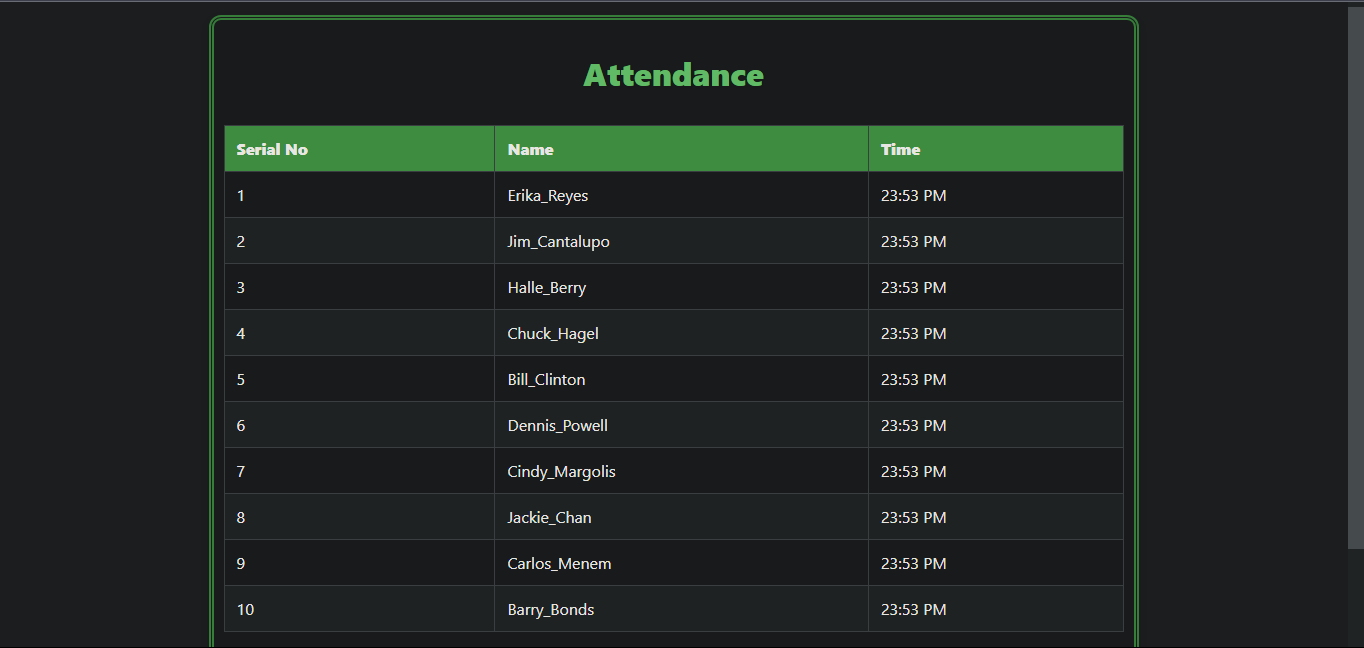 Attendance
Serial No Name Time
1 Erika_Reyes 23:53 PM
2 Jim_Cantalupo 23:53 PM
3 Halle_Berry 23:53 PM
4 Chuck_Hagel 23:53 PM
5 Bill_Clinton 23:53 PM
6 Dennis_Powell 23:53 PM
7 Cindy_Margolis 23:53 PM
8 Jackie_Chan 23:53 PM
9 Carlos_Menem 23:53 PM
10 Barry_Bonds 23:53 PM